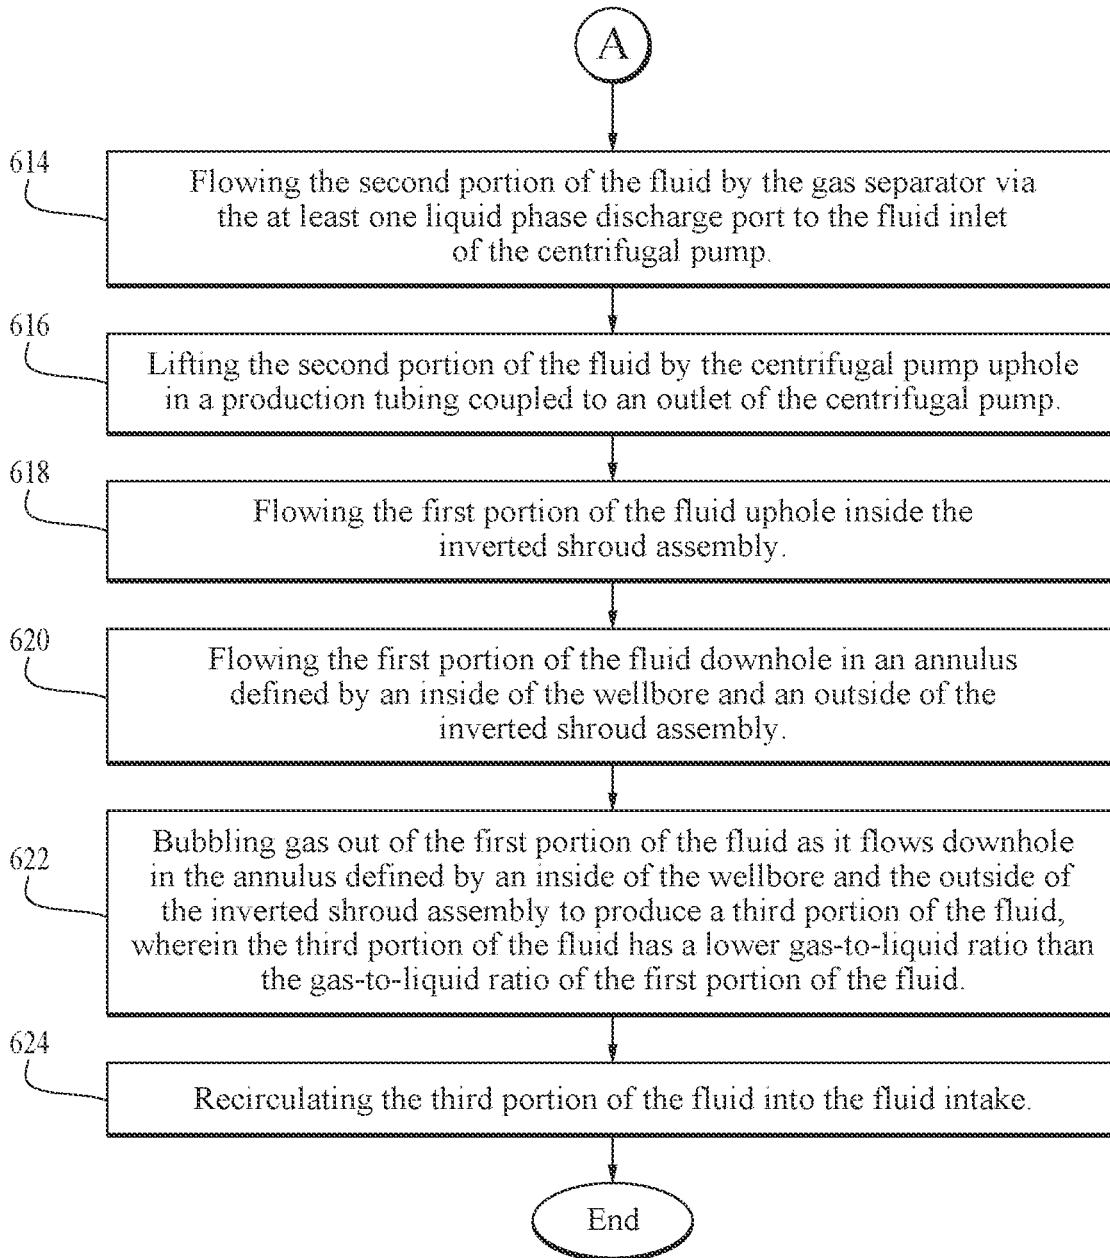 A
614
Flowing the second portion of the fluid by the gas separator via
the at least one liquid phase discharge port to the fluid inlet
of the centrifugal pump.
616
Lifting the second portion of the fluid by the centrifugal pump uphole
in a production tubing coupled to an outlet of the centrifugal pump.
618
Flowing the first portion of the fluid uphole inside the
inverted shroud assembly.
620
Flowing the first portion of the fluid downhole in an annulus
defined by an inside of the wellbore and an outside of the
inverted shroud assembly.
622
Bubbling gas out of the first portion of the fluid as it flows downhole
in the annulus defined by an inside of the wellbore and the outside of
the inverted shroud assembly to produce a third portion of the fluid,
wherein the third portion of the fluid has a lower gas-to-liquid ratio than
the gas-to-liquid ratio of the first portion of the fluid.
624
Recirculating the third portion of the fluid into the fluid intake.
End